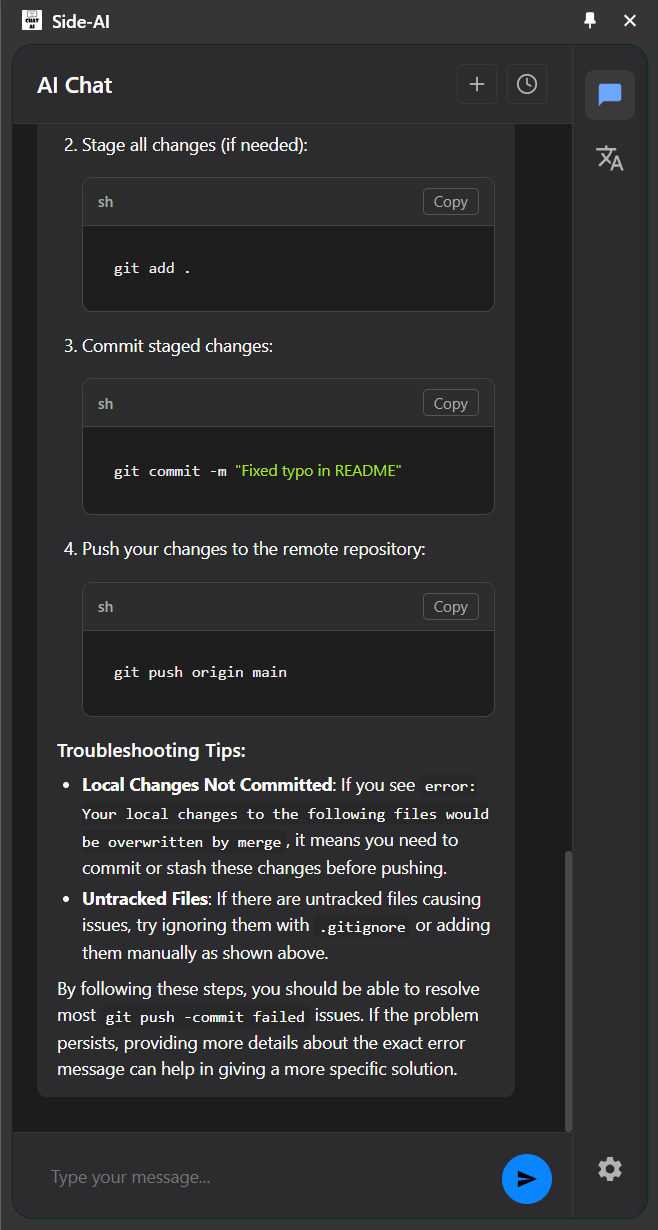 CHAT
AI
Side-AI
AI Chat
2. Stage all changes (if needed):
sh
Copy
git add .
3. Commit staged changes:
sh
Copy
git commit -m "Fixed typo in README"
4. Push your changes to the remote repository:
sh
Copy
git push origin main
Troubleshooting Tips:
• Local Changes Not Committed: If you see error:
Your local changes to the following files would
be overwritten by merge, it means you need to
commit or stash these changes before pushing.
• Untracked Files: If there are untracked files causing
issues, try ignoring them with .gitignore or adding
them manually as shown above.
By following these steps, you should be able to resolve
most git push -commit failed issues. If the problem
persists, providing more details about the exact error
message can help in giving a more specific solution.
Type your message...